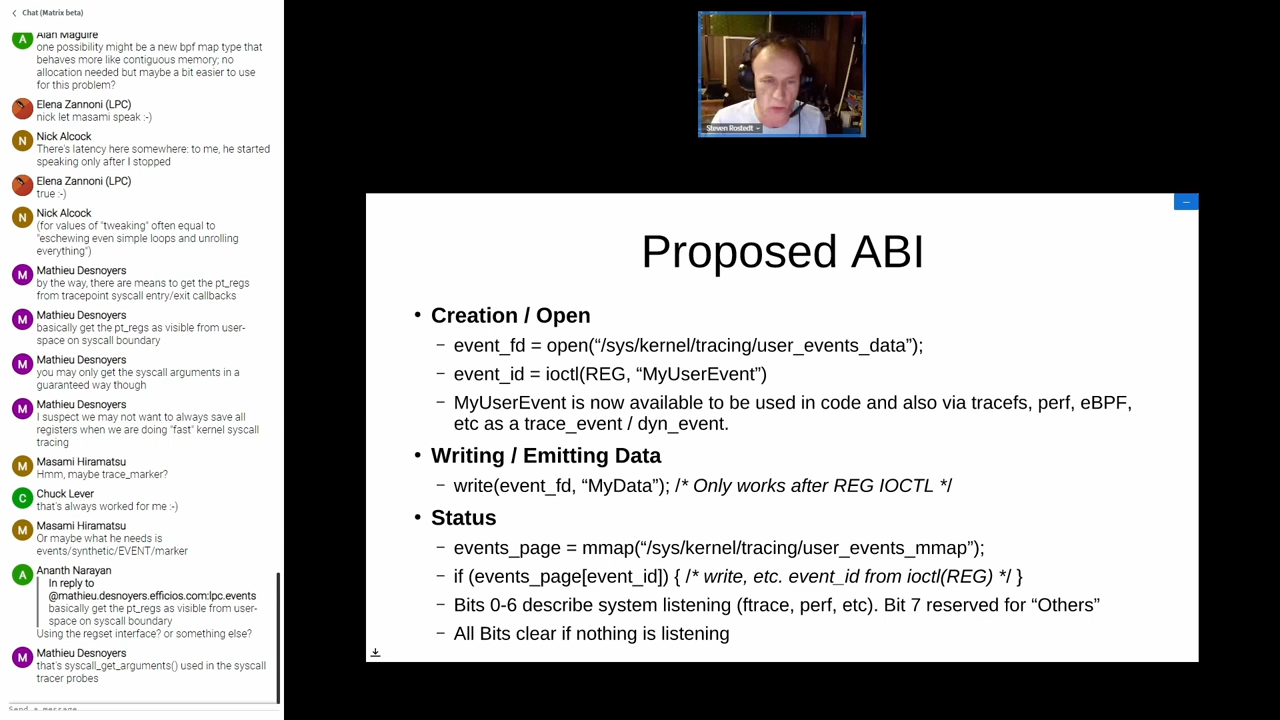 Chat (Matrix beta)
Alan Maguire
one possibility might be a new bpf map type that
behaves more like contiguous memory; no
allocation needed but maybe a bit easier to use
for this problem?
Elena Zannoni (LPC)
nick let masami speak :-)
Nick Alcock
There's latency here somewhere: to me, he started
speaking only after I stopped
Elena Zannoni (LPC)
true :-)
Nick Alcock
(for values of "tweaking" often equal to
"eschewing even simple loops and unrolling
everything")
Mathieu Desnoyers
by the way, there are means to get the pt_regs
from tracepoint syscall entry/exit callbacks
Mathieu Desnoyers
basically get the pt_regs as visible from user-
space on syscall boundary
Mathieu Desnoyers
you may only get the syscall arguments in a
guaranteed way though
Mathieu Desnoyers
I suspect we may not want to always save all
registers when we are doing "fast" kernel syscall
tracing
Masami Hiramatsu
Hmm, maybe trace_marker?
Chuck Lever
that's always worked for me :-)
Masami Hiramatsu
Or maybe what he needs is
events/synthetic/EVENT/marker
Ananth Narayan
In reply to
@mathieu.desnoyers.efficios.com:lpc.events
basically get the pt_regs as visible from user-
space on syscall boundary
Using the regset interface? or something else?
Mathieu Desnoyers
that's syscall_get_arguments() used in the syscall
tracer probes
Send a message
Steven Rostedt
Proposed ABI
• Creation / Open
– event_fd = open(“/sys/kernel/tracing/user_events_data”);
– event_id = ioctl(REG, “MyUserEvent”)
– MyUserEvent is now available to be used in code and also via tracefs, perf, eBPF,
etc as a trace_event / dyn_event.
• Writing / Emitting Data
– write(event_fd, “MyData”); /* Only works after REG IOCTL */
• Status
– events_page = mmap(“/sys/kernel/tracing/user_events_mmap”);
– if (events_page[event_id]) { /* write, etc. event_id from ioctl(REG) */ }
– Bits 0-6 describe system listening (ftrace, perf, etc). Bit 7 reserved for “Others”
– All Bits clear if nothing is listening